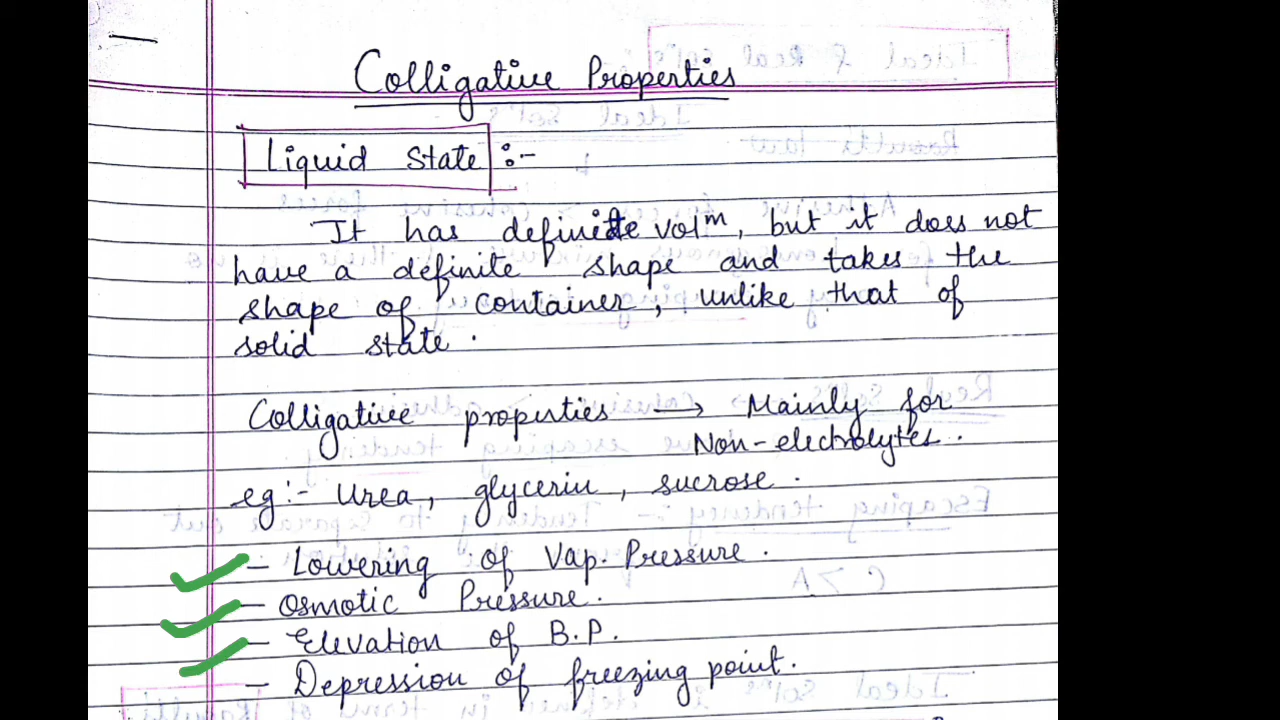 Colligative Properties
Liquid State :-
It has definite volᵐ, but it does not
have a definite shape and takes the
shape of container, unlike that of
solid state.
Colligative properties → Mainly for
Non-electrolytes.
eg:- Urea, glycerin, sucrose.
- Lowering of Vap. Pressure.
- Osmotic Pressure.
- Elevation of B.P.
- Depression of freezing point.